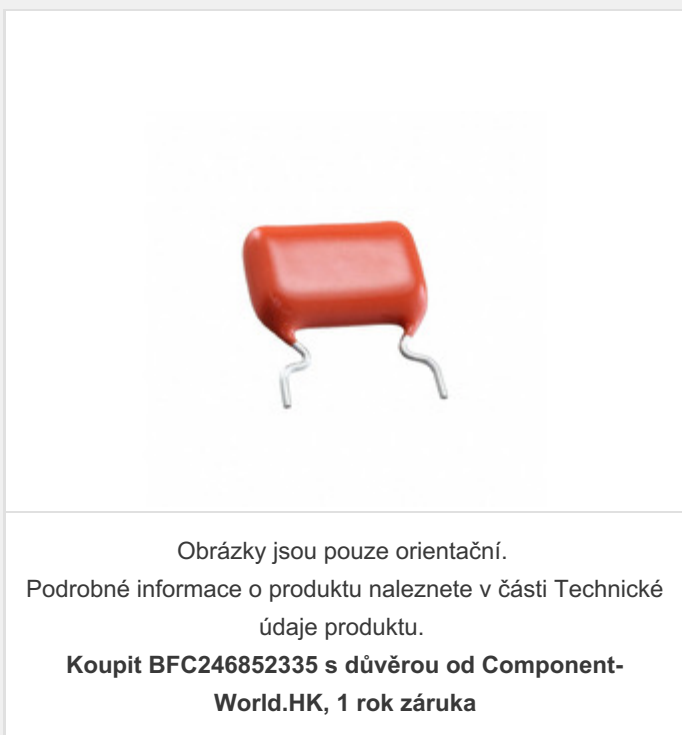 Obrázky jsou pouze orientační.
Podrobné informace o produktu naleznete v části Technické
údaje produktu.
Koupit BFC246852335 s důvěrou od Component-
World.HK, 1 rok záruka